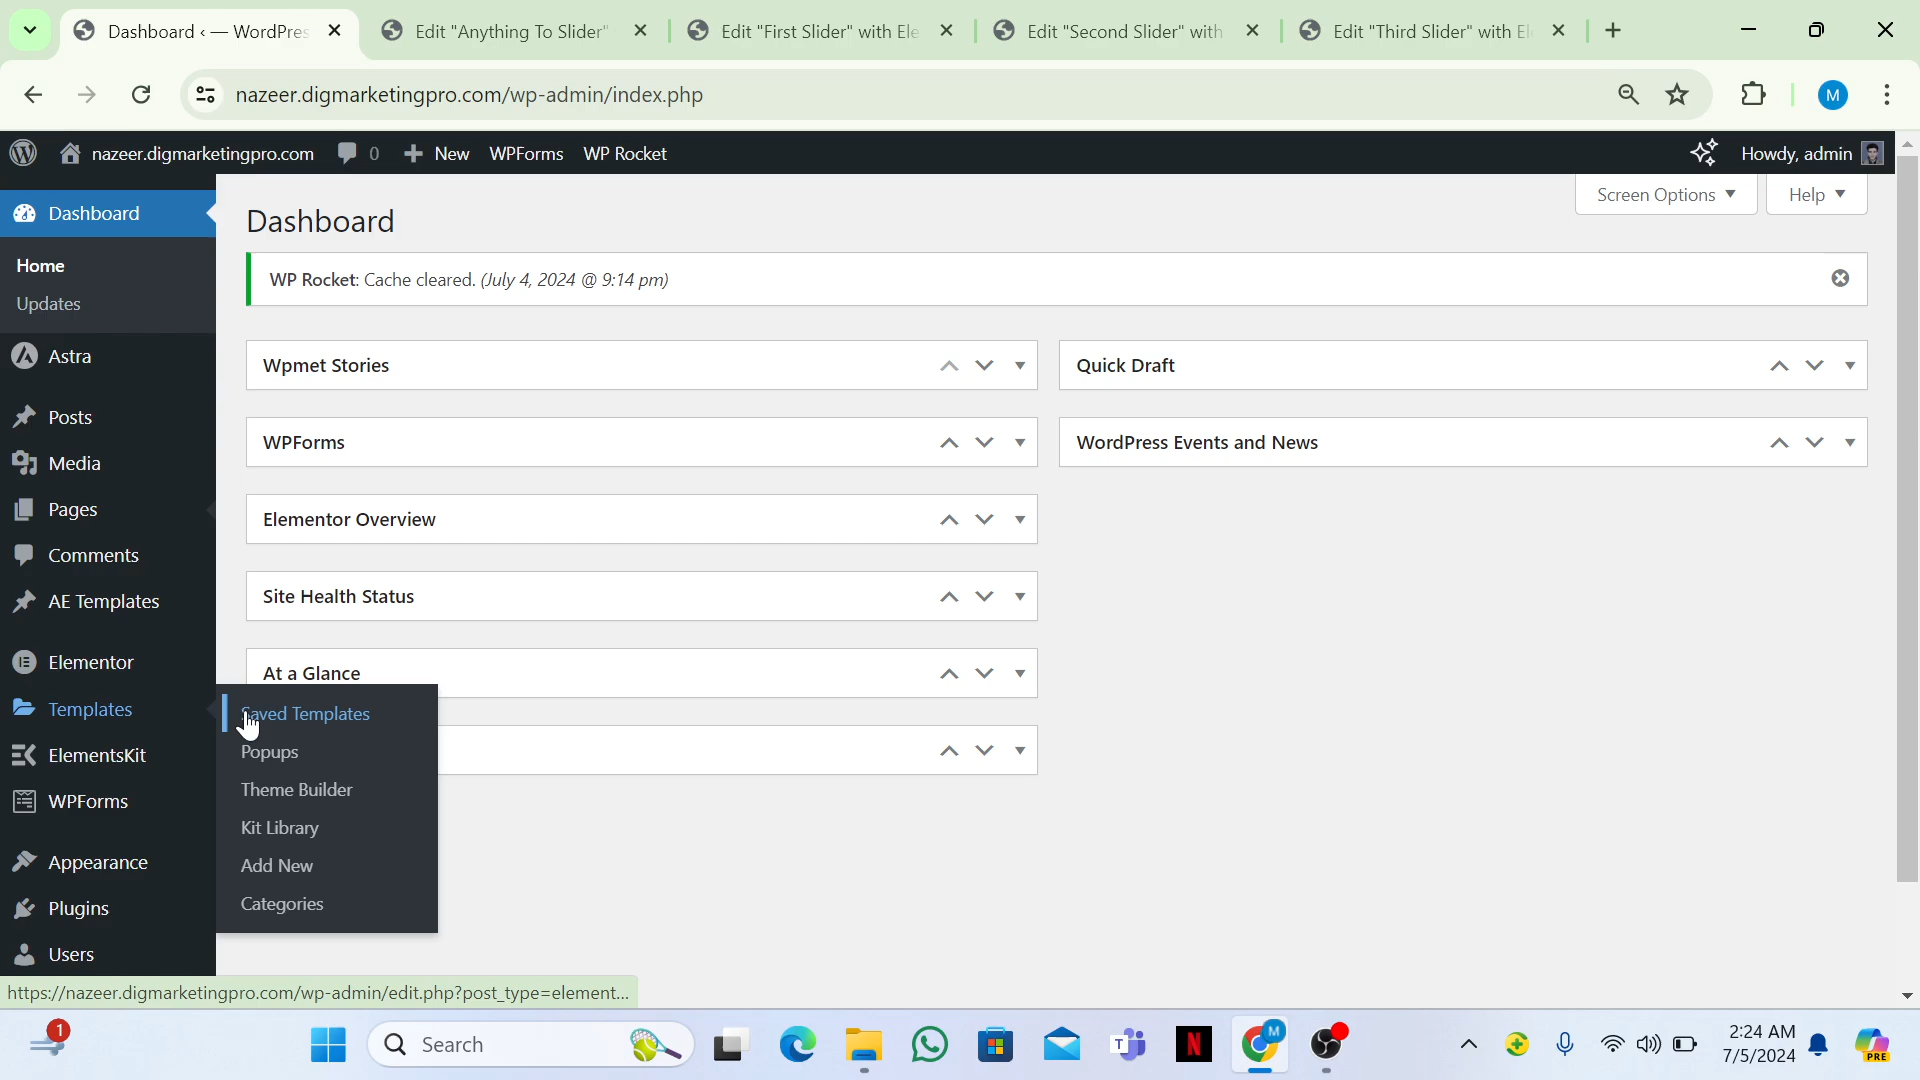 Dashboard ‹ — WordPres
Edit "Anything To Slider"
Edit "First Slider" with Ele
Edit "Second Slider" with
Edit "Third Slider" with El
nazeer.digmarketingpro.com/wp-admin/index.php
M
nazeer.digmarketingpro.com
0
New
WPForms
WP Rocket
Howdy, admin
Dashboard
Home
Updates
Astra
Posts
Media
Pages
Comments
AE Templates
Elementor
Templates
ElementsKit
WPForms
Appearance
Plugins
Users
Saved Templates
Popups
Theme Builder
Kit Library
Add New
Categories
Screen Options
Help
Dashboard
WP Rocket: Cache cleared. (July 4, 2024 @ 9:14 pm)
Wpmet Stories
Quick Draft
WPForms
WordPress Events and News
Elementor Overview
Site Health Status
At a Glance
https://nazeer.digmarketingpro.com/wp-admin/edit.php?post_type=element...
1
Search
N
M
2:24 AM
7/5/2024
PRE